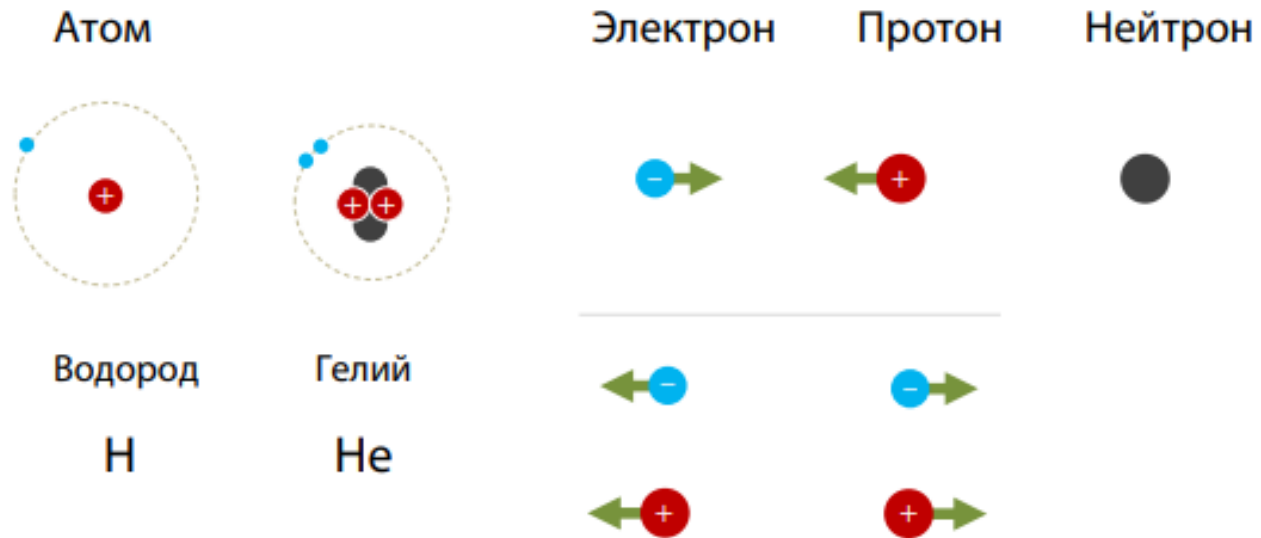 Атом
Электрон Протон Нейтрон
+
+ +
− +
Водород Гелий
H He
− −
+ +